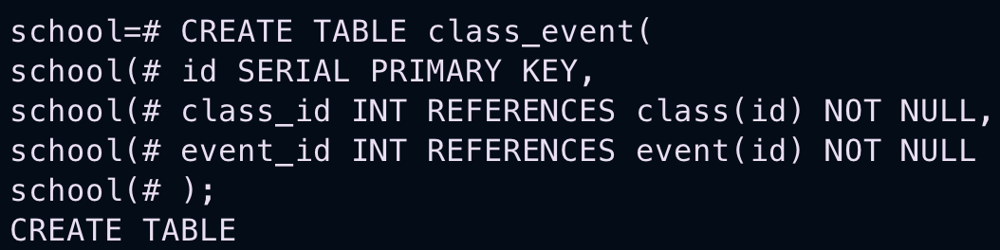 school=# CREATE TABLE class_event(
school(# id SERIAL PRIMARY KEY,
school(# class_id INT REFERENCES class(id) NOT NULL,
school(# event_id INT REFERENCES event(id) NOT NULL
school(# );
CREATE TABLE